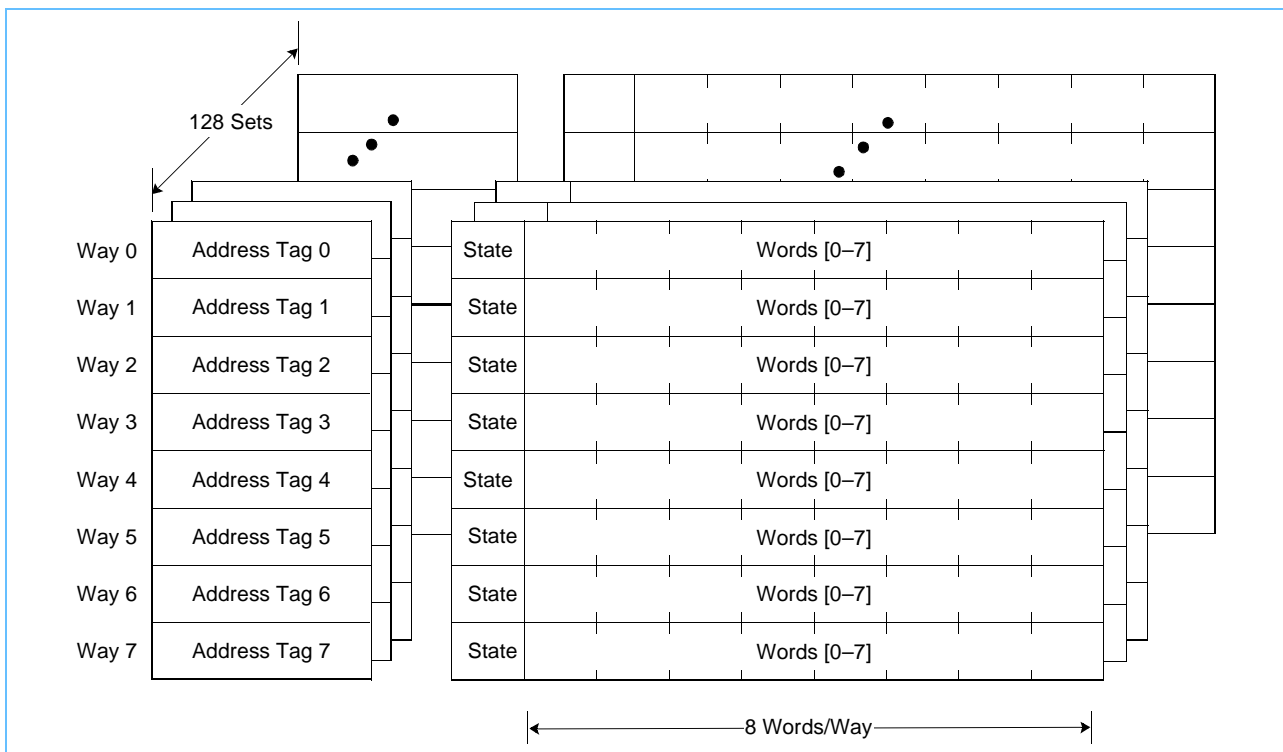 128 Sets
Way 0 Address Tag 0 State Words [0–7]
Way 1 Address Tag 1 State Words [0–7]
Way 2 Address Tag 2 State Words [0–7]
Way 3 Address Tag 3 State Words [0–7]
Way 4 Address Tag 4 State Words [0–7]
Way 5 Address Tag 5 State Words [0–7]
Way 6 Address Tag 6 State Words [0–7]
Way 7 Address Tag 7 State Words [0–7]
8 Words/Way